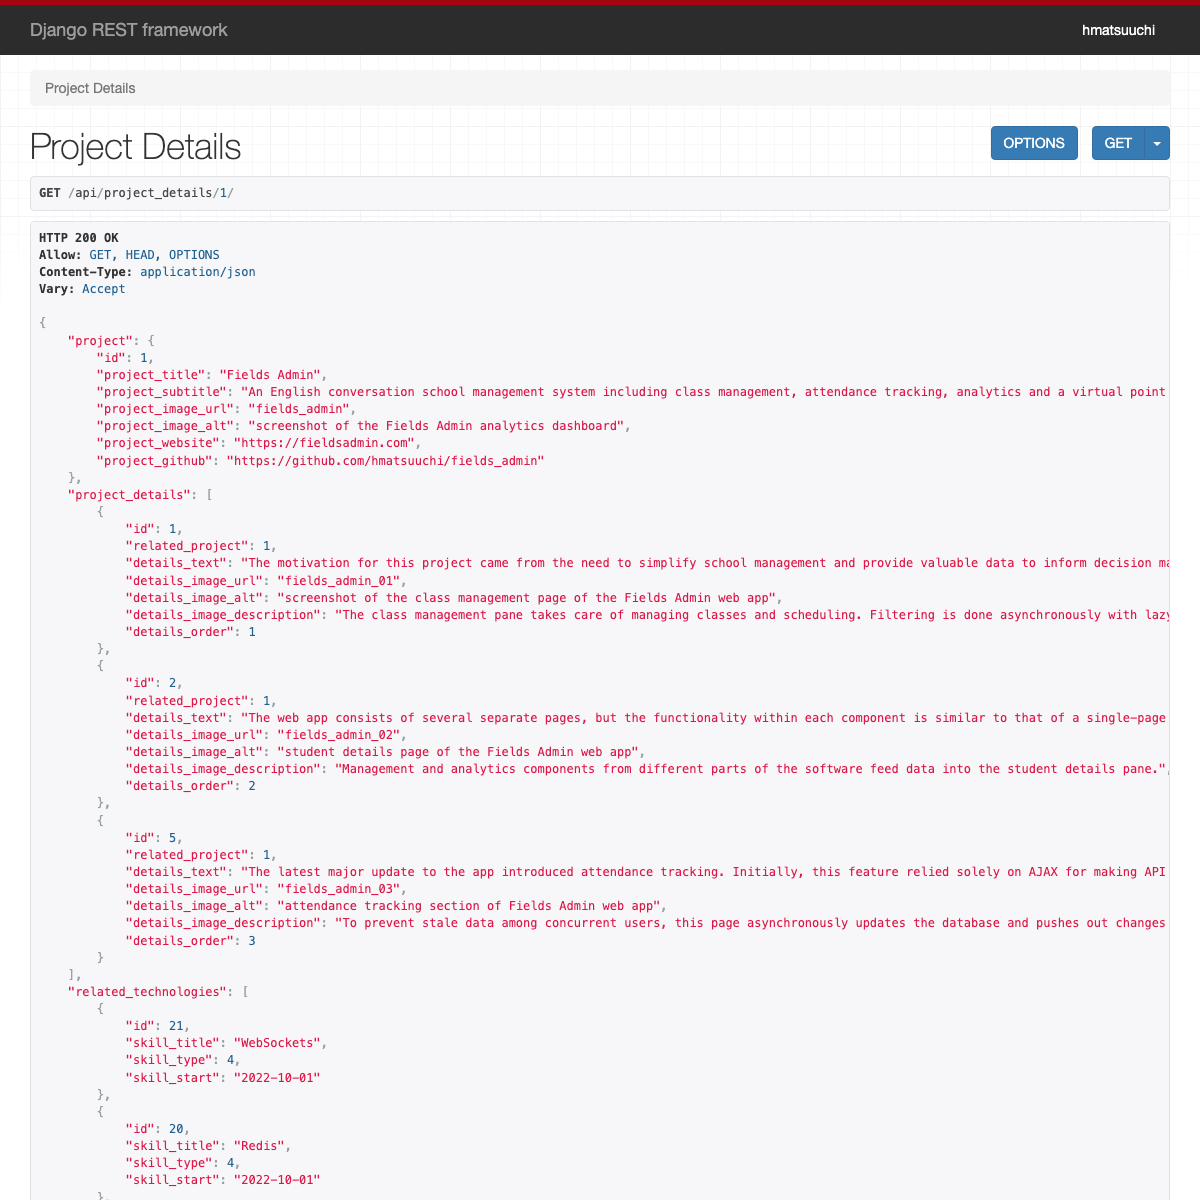 Django REST framework
hmatsuuchi
Project Details
Project Details
OPTIONS
GET
GET /api/project_details/1/
HTTP 200 OK
Allow: GET, HEAD, OPTIONS
Content-Type: application/json
Vary: Accept
{
    "project": {
        "id": 1,
        "project_title": "Fields Admin",
        "project_subtitle": "An English conversation school management system including class management, attendance tracking, analytics and a virtual point
        "project_image_url": "fields_admin",
        "project_image_alt": "screenshot of the Fields Admin analytics dashboard",
        "project_website": "https://fieldsadmin.com",
        "project_github": "https://github.com/hmatsuuchi/fields_admin"
    },
    "project_details": [
        {
            "id": 1,
            "related_project": 1,
            "details_text": "The motivation for this project came from the need to simplify school management and provide valuable data to inform decision ma
            "details_image_url": "fields_admin_01",
            "details_image_alt": "screenshot of the class management page of the Fields Admin web app",
            "details_image_description": "The class management pane takes care of managing classes and scheduling. Filtering is done asynchronously with lazy
            "details_order": 1
        },
        {
            "id": 2,
            "related_project": 1,
            "details_text": "The web app consists of several separate pages, but the functionality within each component is similar to that of a single-page
            "details_image_url": "fields_admin_02",
            "details_image_alt": "student details page of the Fields Admin web app",
            "details_image_description": "Management and analytics components from different parts of the software feed data into the student details pane.",
            "details_order": 2
        },
        {
            "id": 5,
            "related_project": 1,
            "details_text": "The latest major update to the app introduced attendance tracking. Initially, this feature relied solely on AJAX for making API
            "details_image_url": "fields_admin_03",
            "details_image_alt": "attendance tracking section of Fields Admin web app",
            "details_image_description": "To prevent stale data among concurrent users, this page asynchronously updates the database and pushes out changes
            "details_order": 3
        }
    ],
    "related_technologies": [
        {
            "id": 21,
            "skill_title": "WebSockets",
            "skill_type": 4,
            "skill_start": "2022-10-01"
        },
        {
            "id": 20,
            "skill_title": "Redis",
            "skill_type": 4,
            "skill_start": "2022-10-01"
        },